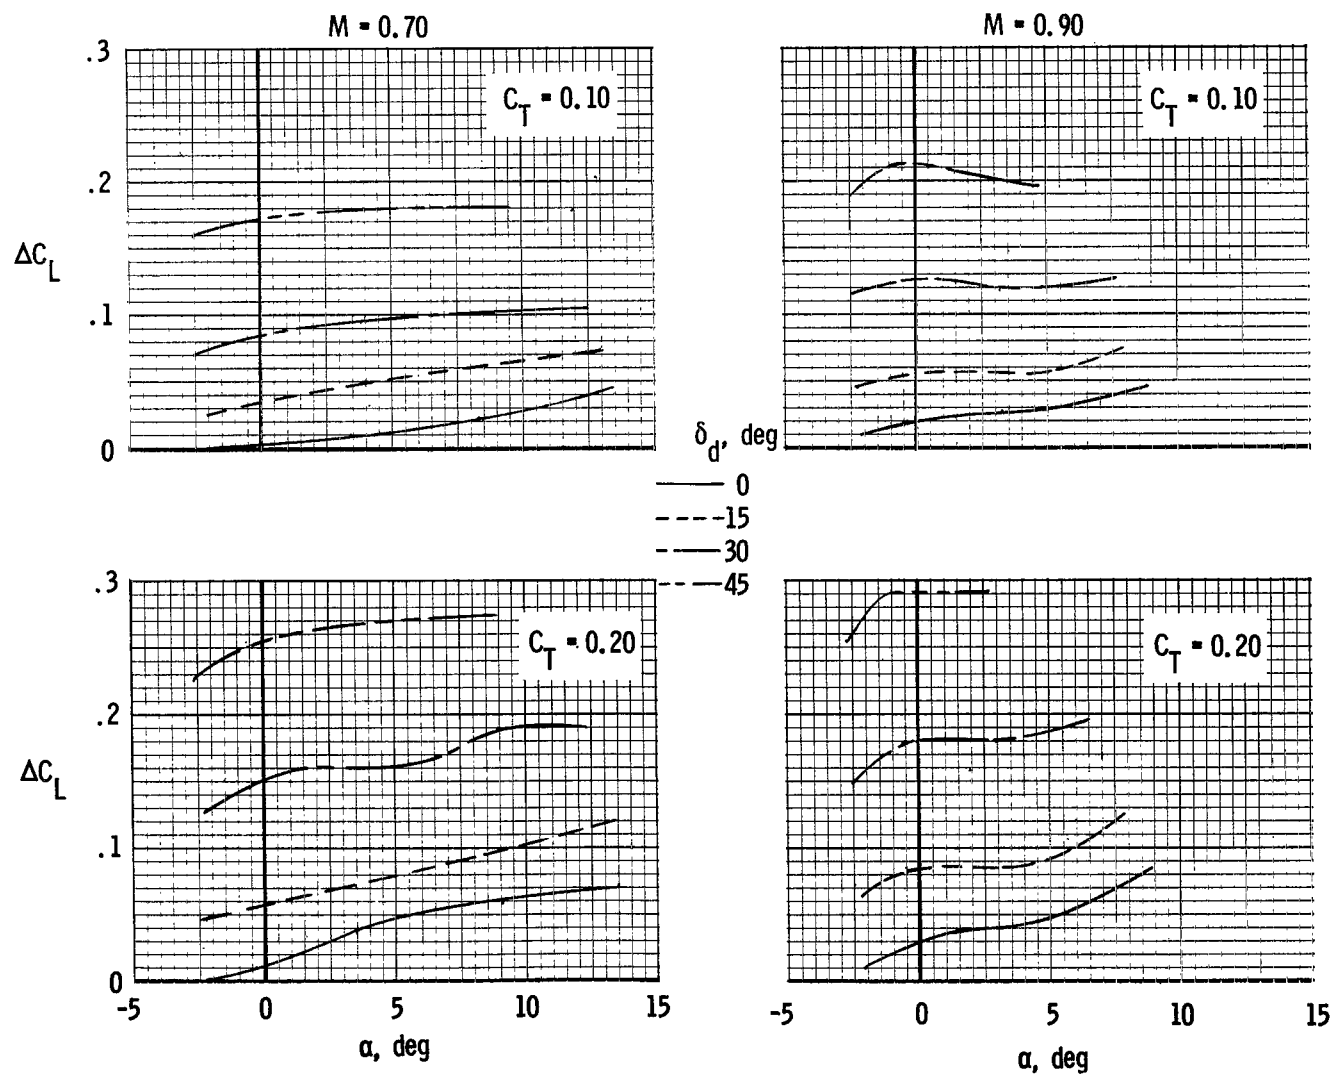 M = 0.70
M = 0.90
.3
.2
.1
0
ΔC_L
C_T = 0.10
C_T = 0.10
δ_d, deg
0
15
30
45
.3
.2
.1
0
ΔC_L
C_T = 0.20
C_T = 0.20
-5 0 5 10 15
α, deg
-5 0 5 10 15
α, deg